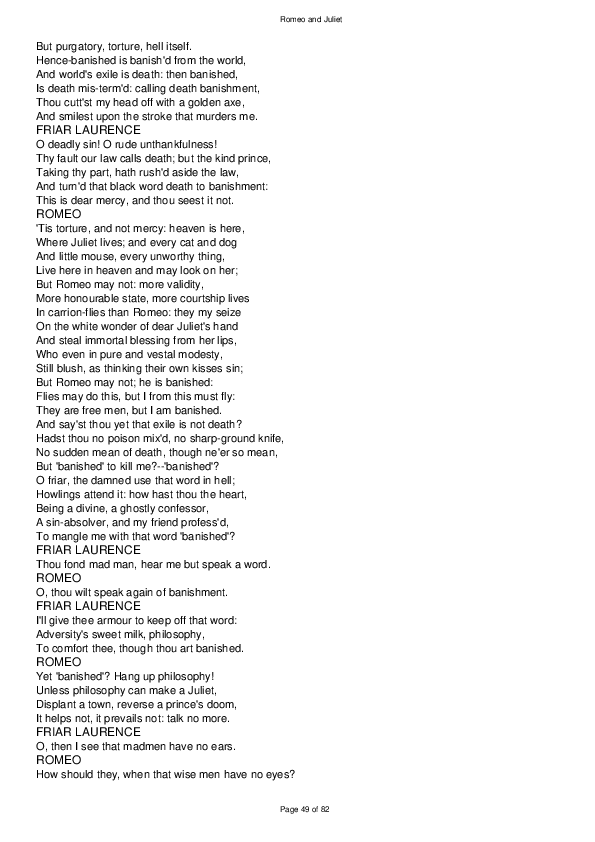 Romeo and Juliet
But purgatory, torture, hell itself.
Hence-banished is banish'd from the world,
And world's exile is death: then banished,
Is death mis-term'd: calling death banishment,
Thou cutt'st my head off with a golden axe,
And smilest upon the stroke that murders me.
FRIAR LAURENCE
O deadly sin! O rude unthankfulness!
Thy fault our law calls death; but the kind prince,
Taking thy part, hath rush'd aside the law,
And turn'd that black word death to banishment:
This is dear mercy, and thou seest it not.
ROMEO
'Tis torture, and not mercy: heaven is here,
Where Juliet lives; and every cat and dog
And little mouse, every unworthy thing,
Live here in heaven and may look on her;
But Romeo may not: more validity,
More honourable state, more courtship lives
In carrion-flies than Romeo: they my seize
On the white wonder of dear Juliet's hand
And steal immortal blessing from her lips,
Who even in pure and vestal modesty,
Still blush, as thinking their own kisses sin;
But Romeo may not; he is banished:
Flies may do this, but I from this must fly:
They are free men, but I am banished.
And say'st thou yet that exile is not death?
Hadst thou no poison mix'd, no sharp-ground knife,
No sudden mean of death, though ne'er so mean,
But 'banished' to kill me?--'banished'?
O friar, the damned use that word in hell;
Howlings attend it: how hast thou the heart,
Being a divine, a ghostly confessor,
A sin-absolver, and my friend profess'd,
To mangle me with that word 'banished'?
FRIAR LAURENCE
Thou fond mad man, hear me but speak a word.
ROMEO
O, thou wilt speak again of banishment.
FRIAR LAURENCE
I'll give thee armour to keep off that word:
Adversity's sweet milk, philosophy,
To comfort thee, though thou art banished.
ROMEO
Yet 'banished'? Hang up philosophy!
Unless philosophy can make a Juliet,
Displant a town, reverse a prince's doom,
It helps not, it prevails not: talk no more.
FRIAR LAURENCE
O, then I see that madmen have no ears.
ROMEO
How should they, when that wise men have no eyes?
Page 49 of 82